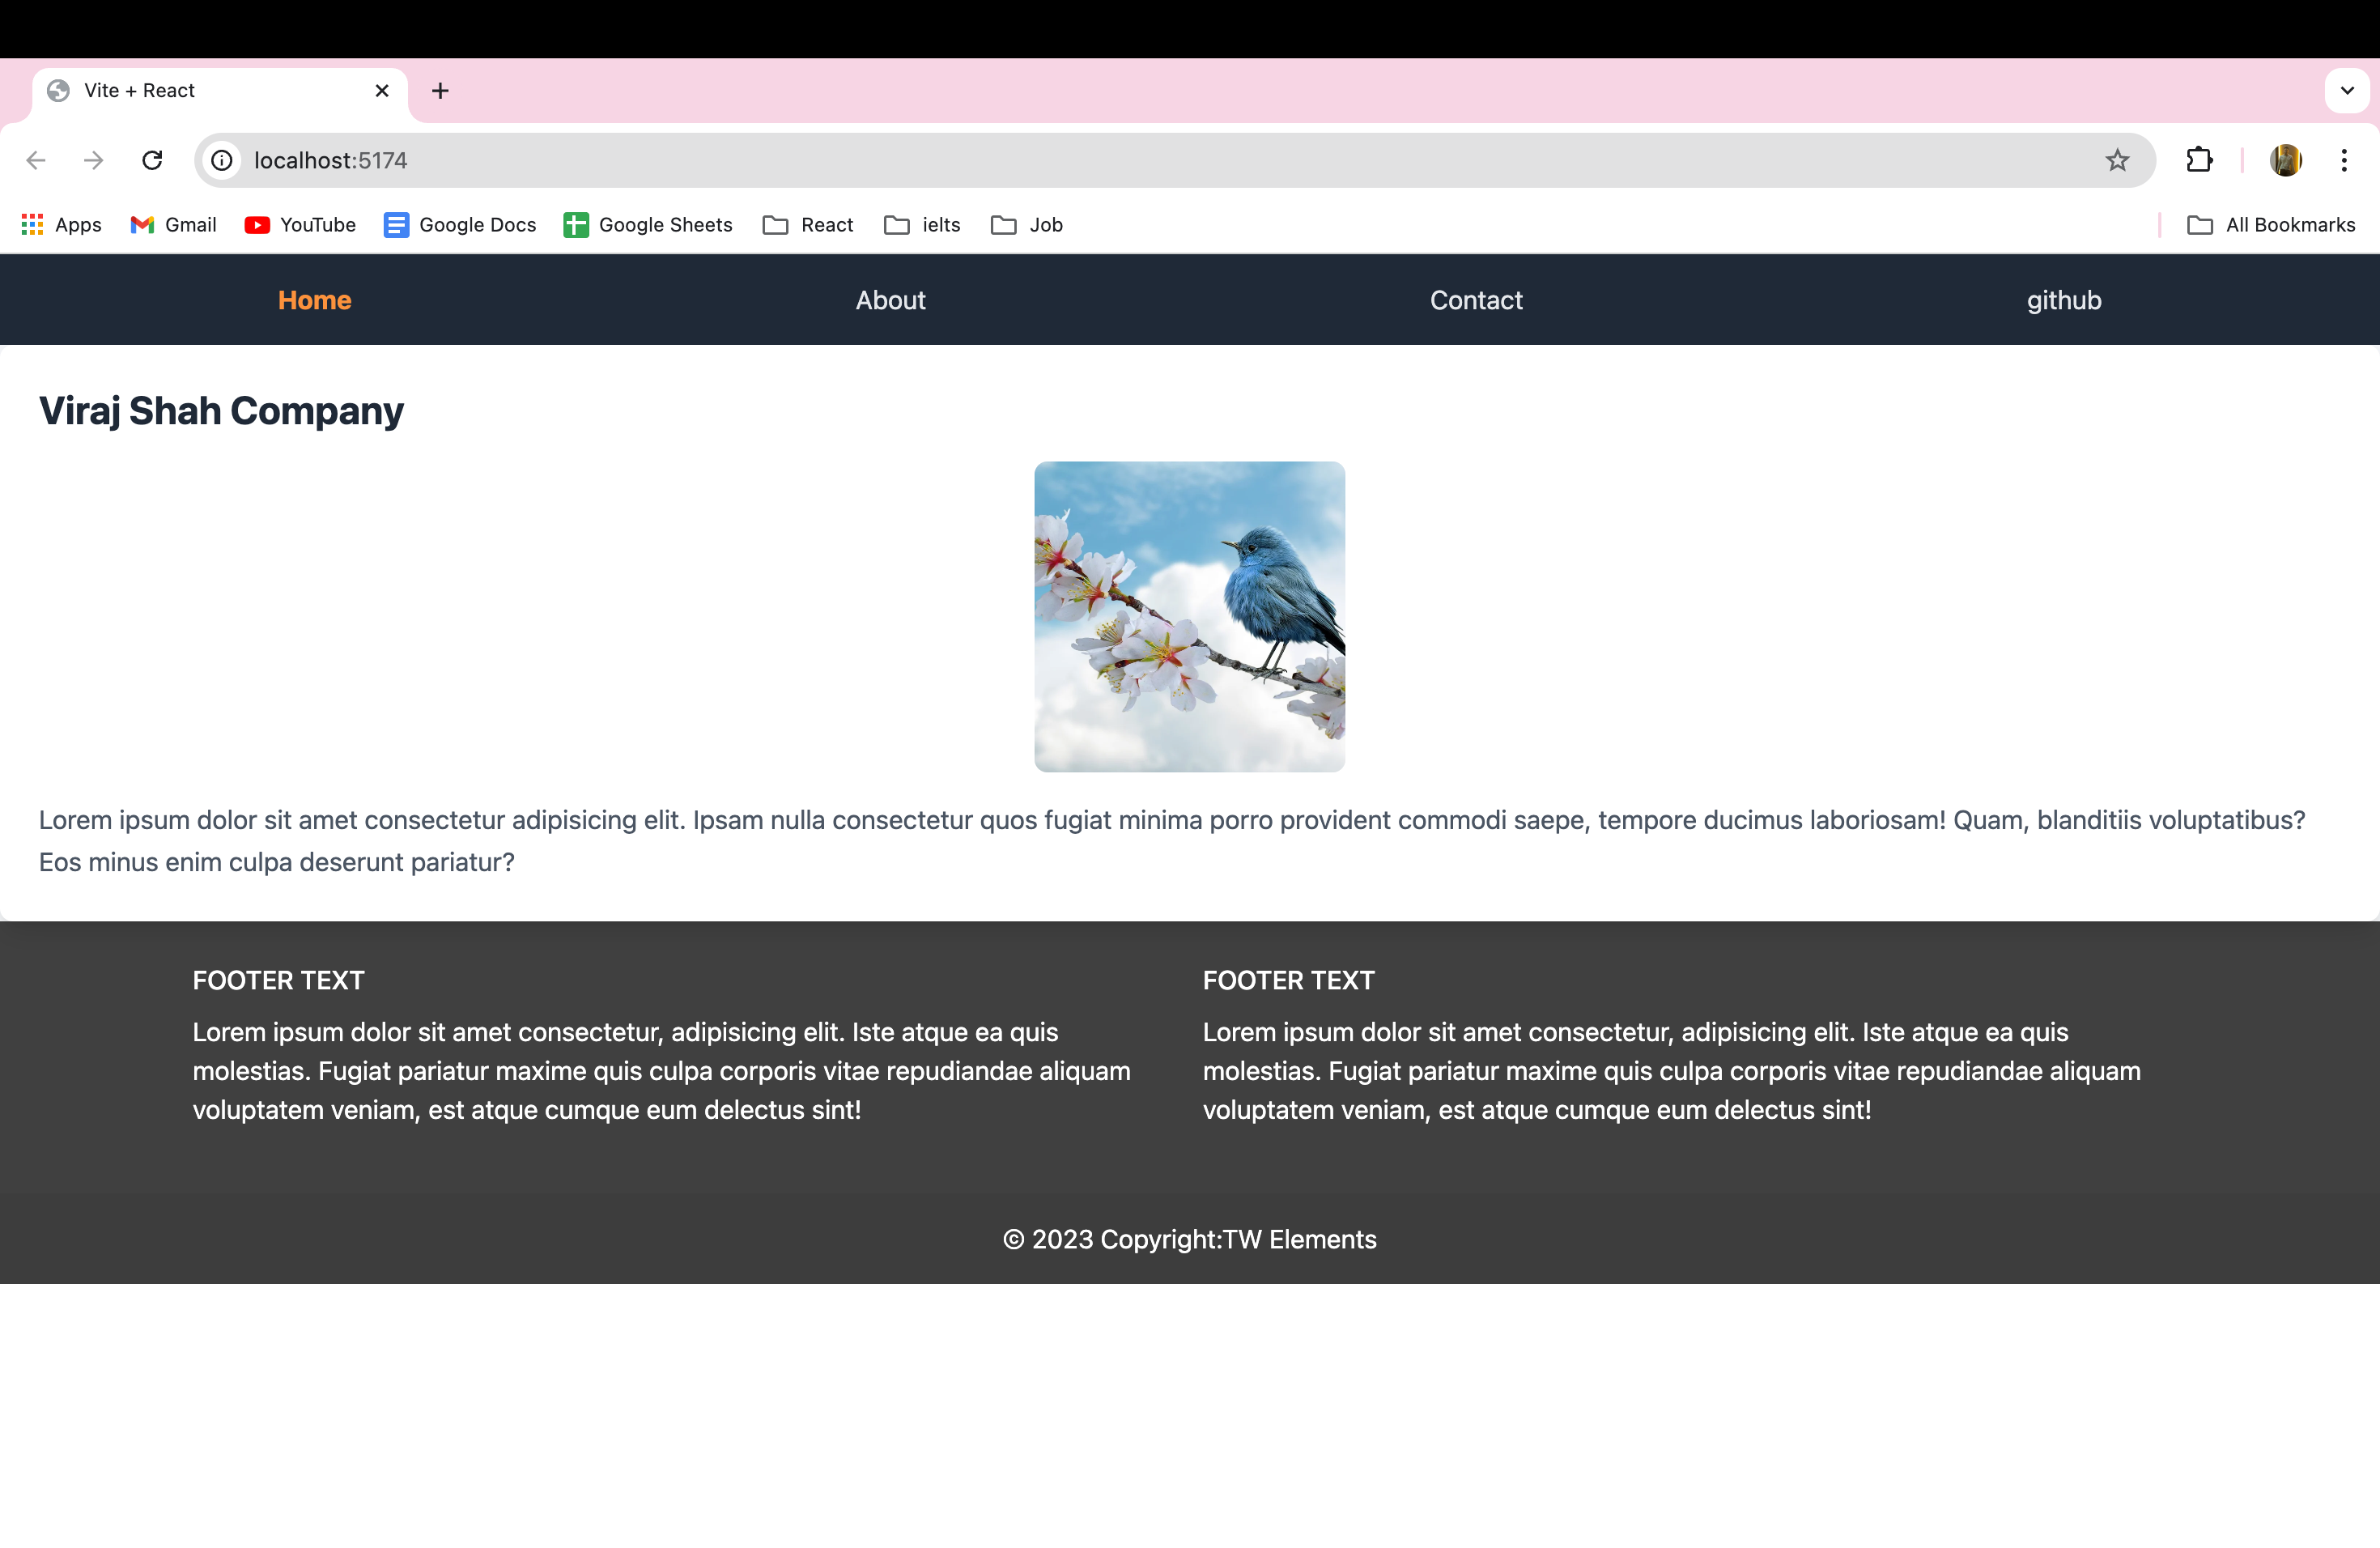 Vite + React
localhost:5174
Apps Gmail YouTube Google Docs Google Sheets React ielts Job All Bookmarks
Home About Contact github
Viraj Shah Company
Lorem ipsum dolor sit amet consectetur adipisicing elit. Ipsam nulla consectetur quos fugiat minima porro provident commodi saepe, tempore ducimus laboriosam! Quam, blanditiis voluptatibus?
Eos minus enim culpa deserunt pariatur?
FOOTER TEXT
Lorem ipsum dolor sit amet consectetur, adipisicing elit. Iste atque ea quis
molestias. Fugiat pariatur maxime quis culpa corporis vitae repudiandae aliquam
voluptatem veniam, est atque cumque eum delectus sint!
FOOTER TEXT
Lorem ipsum dolor sit amet consectetur, adipisicing elit. Iste atque ea quis
molestias. Fugiat pariatur maxime quis culpa corporis vitae repudiandae aliquam
voluptatem veniam, est atque cumque eum delectus sint!
© 2023 Copyright:TW Elements